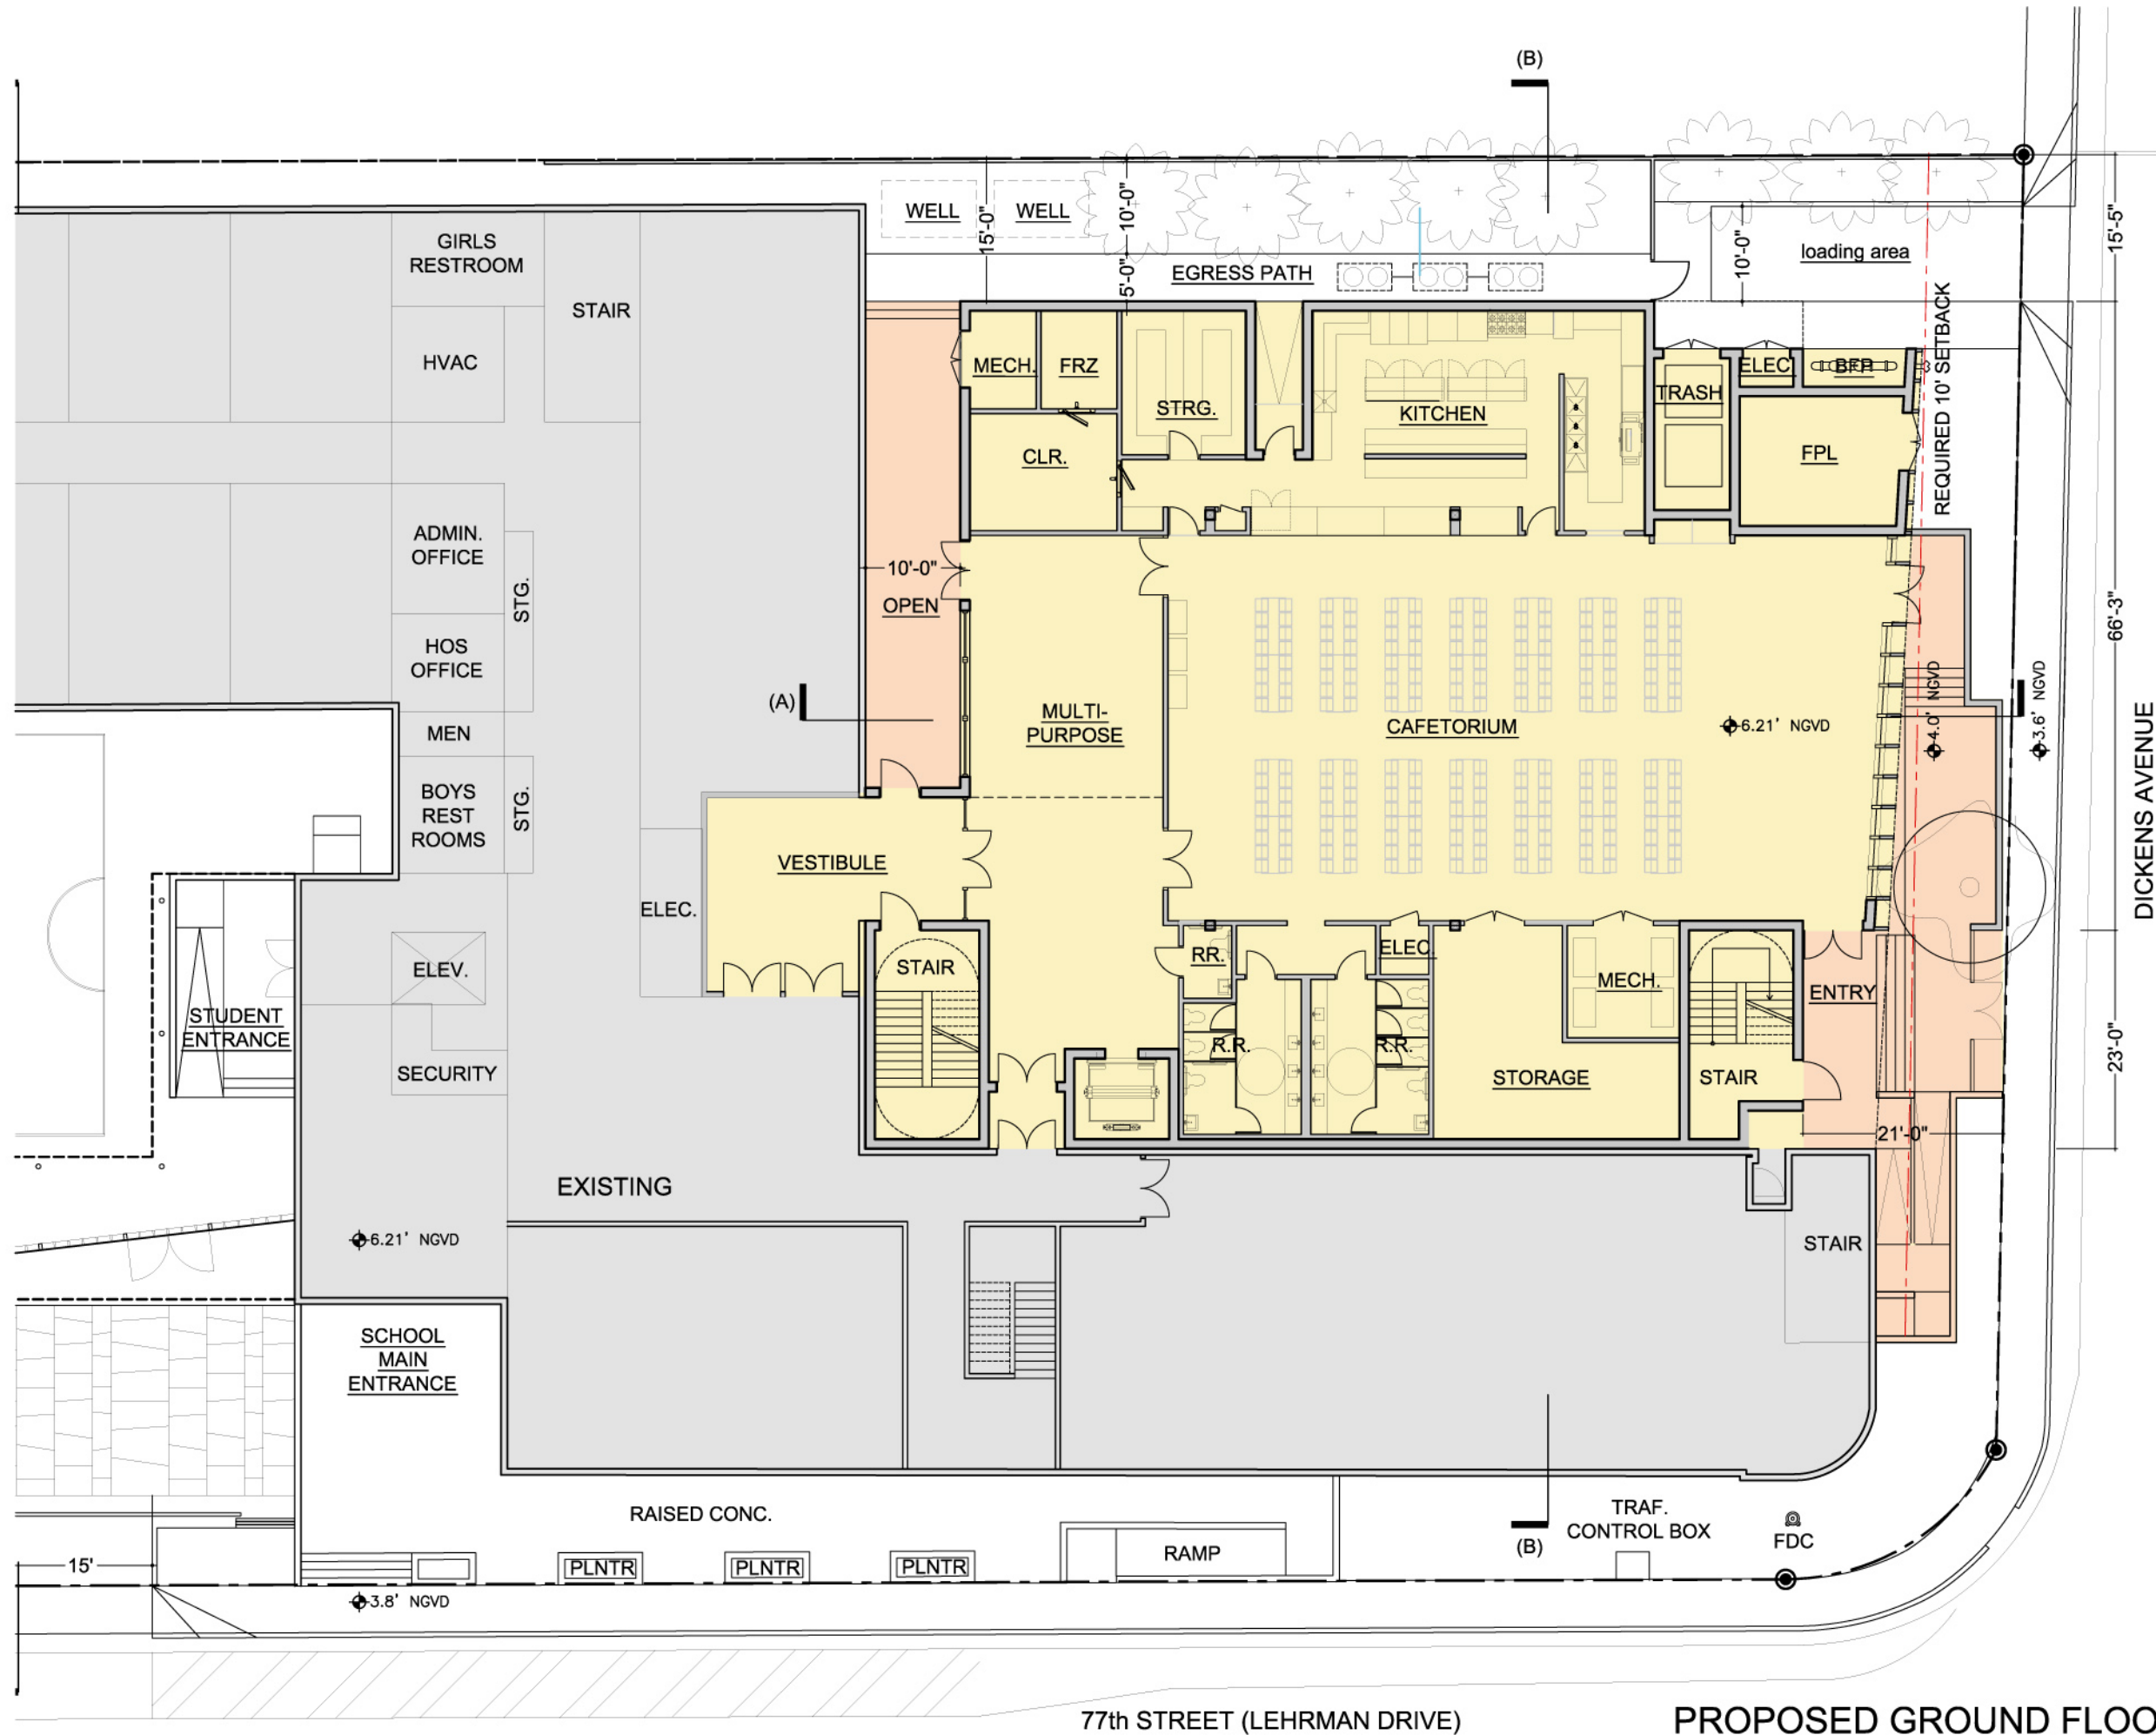 (B)
WELL
WELL
15'-0"
10'-0"
5'-0"
EGRESS PATH
10'-0"
loading area
15'-5"
GIRLS
RESTROOM
STAIR
HVAC
MECH.
FRZ
STRG.
KITCHEN
CLR.
TRASH
ELEC.
BFP
FPL
REQUIRED 10' SETBACK
ADMIN.
OFFICE
STG.
HOS
OFFICE
MEN
BOYS
REST
ROOMS
STG.
10'-0"
OPEN
(A)
MULTI-
PURPOSE
CAFETORIUM
6.21' NGVD
4.0' NGVD
3.6' NGVD
66'-3"
DICKENS AVENUE
VESTIBULE
ELEC.
ELEV.
STUDENT
ENTRANCE
SECURITY
STAIR
RR.
R.R.
R.R.
ELEC.
MECH.
STORAGE
STAIR
ENTRY
21'-0"
23'-0"
EXISTING
6.21' NGVD
STAIR
SCHOOL
MAIN
ENTRANCE
RAISED CONC.
PLNTR
PLNTR
PLNTR
RAMP
(B)
TRAF.
CONTROL BOX
FDC
15'
3.8' NGVD
77th STREET (LEHRMAN DRIVE)
PROPOSED GROUND FLOO